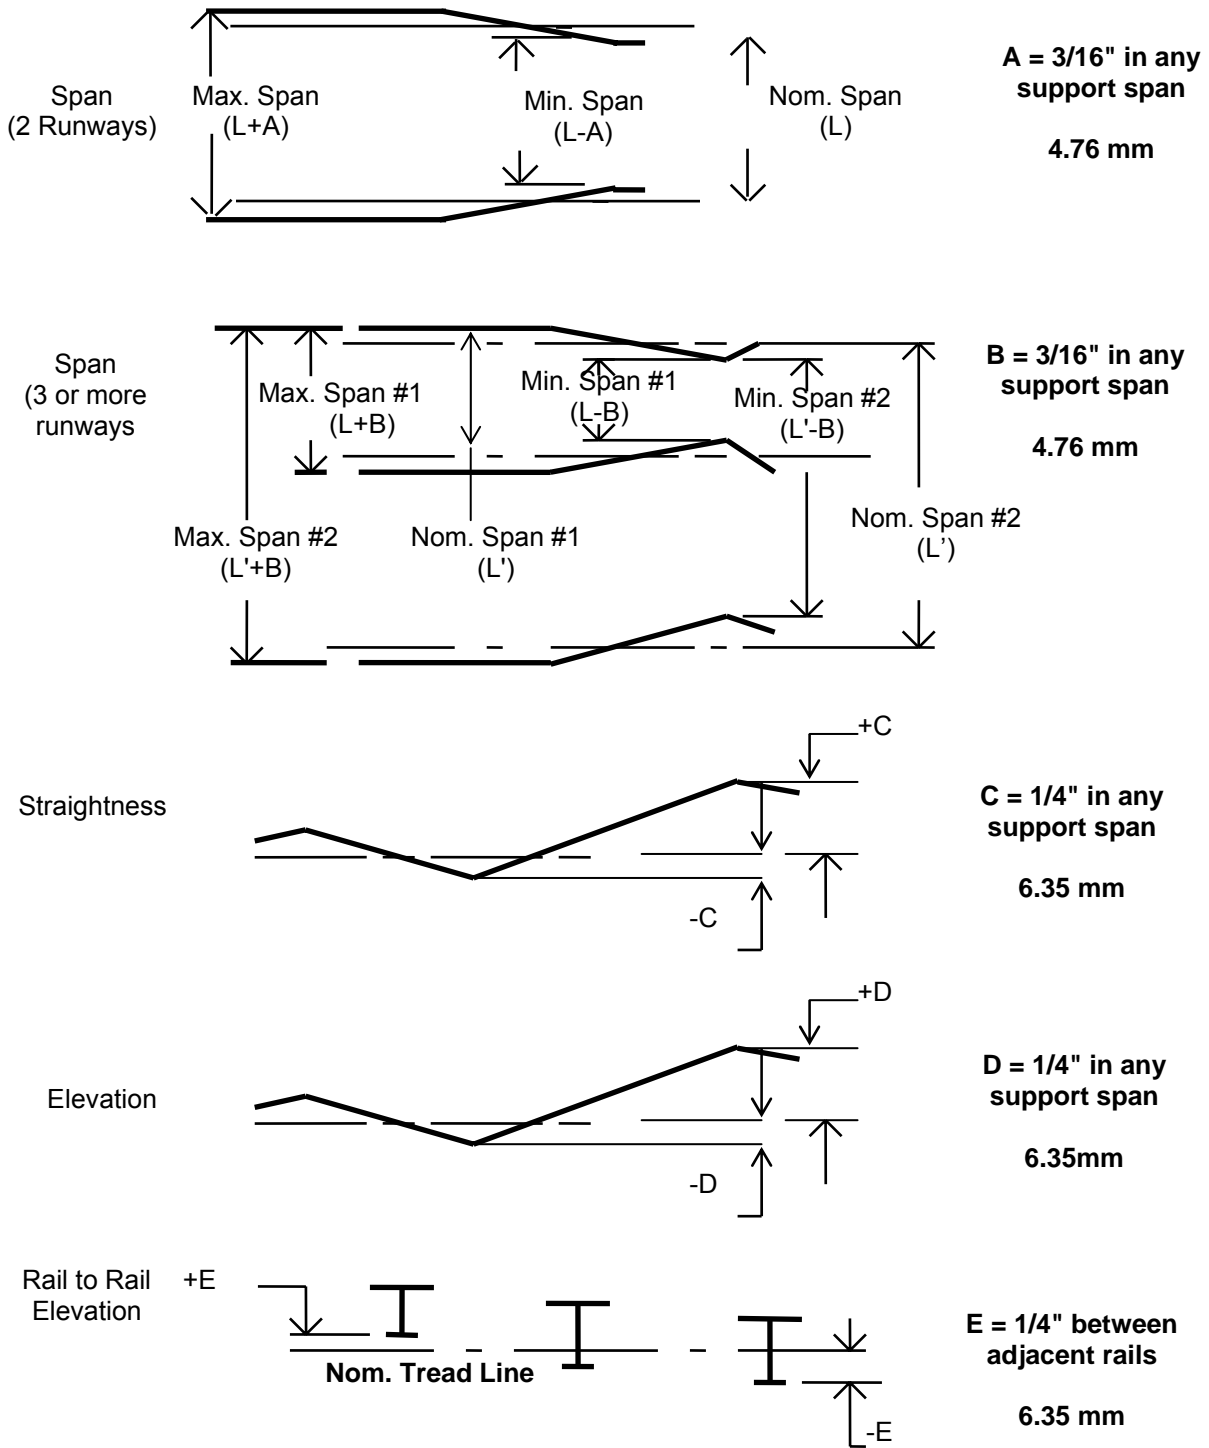 Span
(2 Runways)
Max. Span
(L+A)
Min. Span
(L-A)
Nom. Span
(L)
A = 3/16" in any
support span
4.76 mm
Span
(3 or more
runways
Max. Span #1
(L+B)
Min. Span #1
(L-B)
Min. Span #2
(L'-B)
B = 3/16" in any
support span
4.76 mm
Max. Span #2
(L'+B)
Nom. Span #1
(L')
Nom. Span #2
(L’)
Straightness
+C
-C
C = 1/4" in any
support span
6.35 mm
Elevation
+D
-D
D = 1/4" in any
support span
6.35mm
Rail to Rail
Elevation
+E
Nom. Tread Line
-E
E = 1/4" between
adjacent rails
6.35 mm